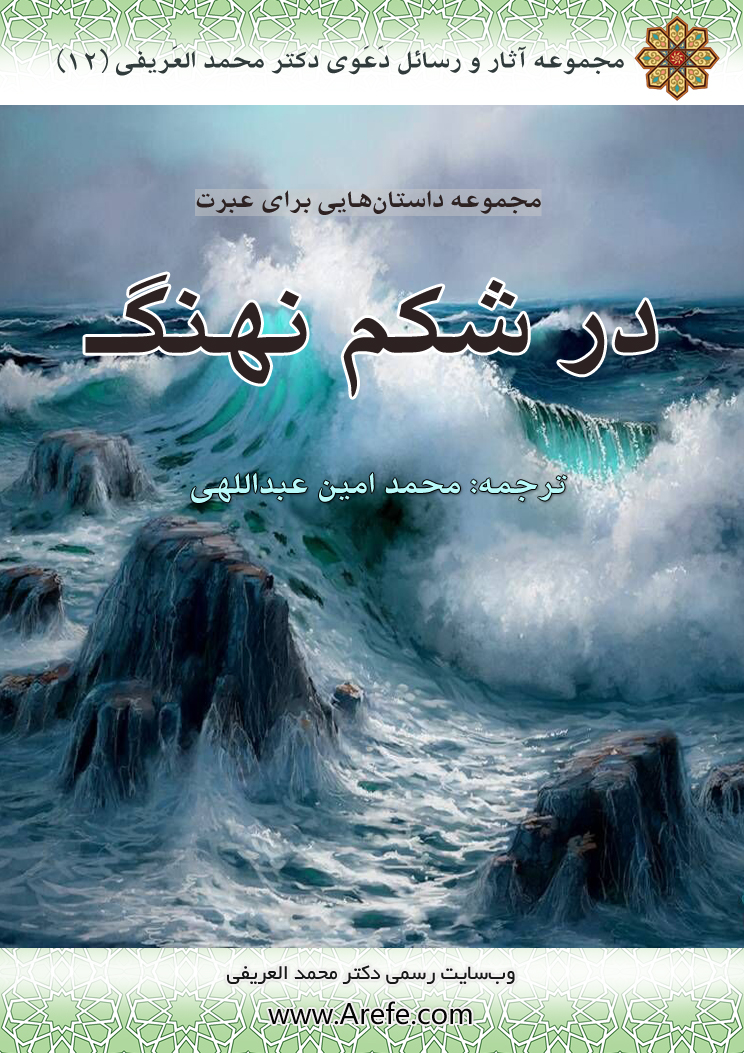 مجموعه آثار و رسائل دَعَوی دکتر محمد العَریفی (۱۲)
مجموعه داستان‌هایی برای عبرت
در شکم نهنگ
ترجمه: محمد امین عبداللهی
وب‌سایت رسمی دکتر محمد العریفی
www.Arefe.com